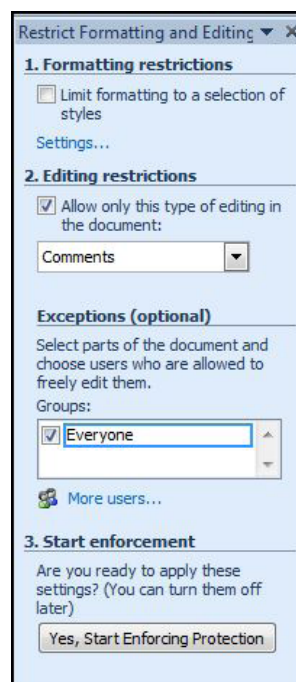 Restrict Formatting and Editing
1. Formatting restrictions
Limit formatting to a selection of
styles
Settings...
2. Editing restrictions
Allow only this type of editing in
the document:
Comments
Exceptions (optional)
Select parts of the document and
choose users who are allowed to
freely edit them.
Groups:
Everyone
More users...
3. Start enforcement
Are you ready to apply these
settings? (You can turn them off
later)
Yes, Start Enforcing Protection